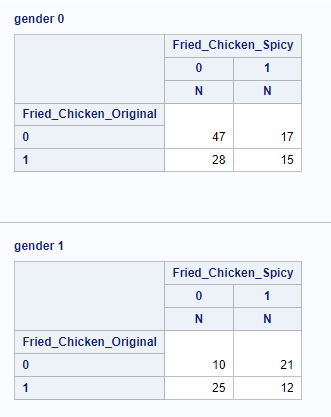 gender 0
Fried_Chicken_Spicy
0 1
N N
Fried_Chicken_Original
0 47 17
1 28 15
gender 1
Fried_Chicken_Spicy
0 1
N N
Fried_Chicken_Original
0 10 21
1 25 12